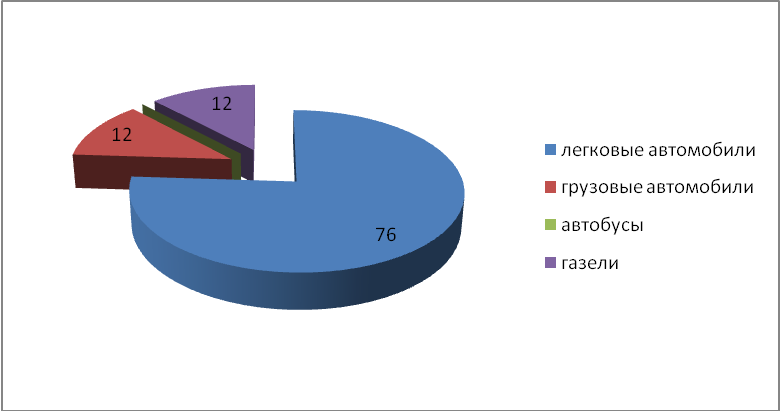 12
12
76
легковые автомобили
грузовые автомобили
автобусы
газели